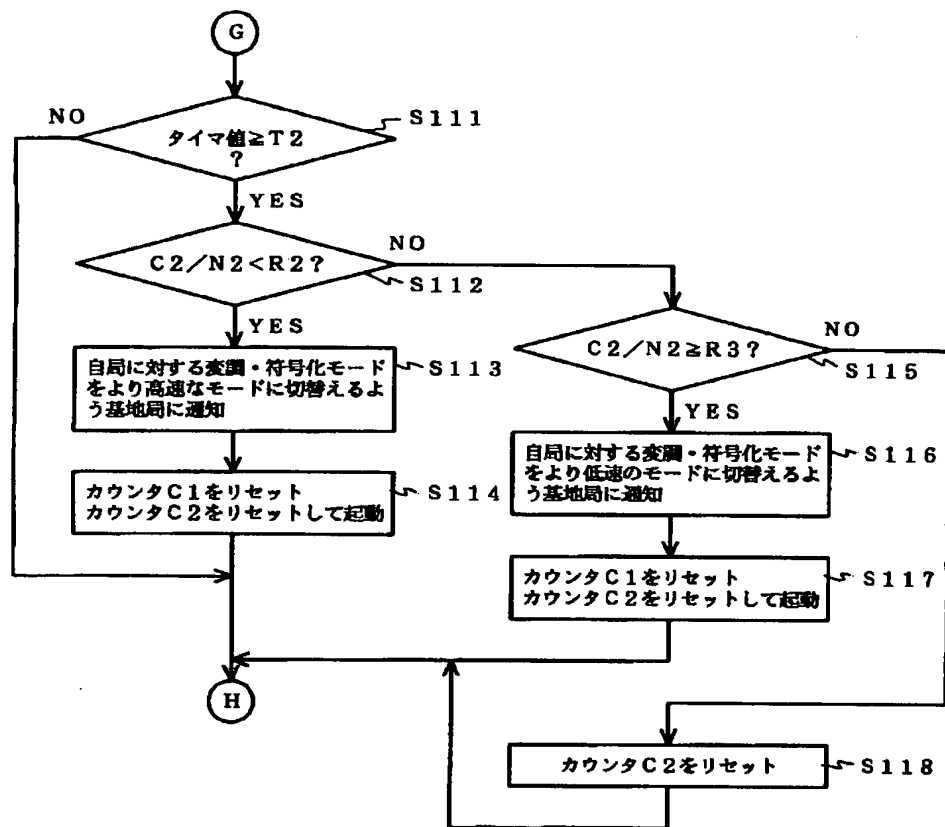 G
NO
S111
タイマ値≧T2
?
YES
NO
C2/N2<R2?
S112
YES
NO
C2/N2≧R3?
S115
自局に対する変調・符号化モード
をより高速なモードに切替えるよ
う基地局に通知
S113
YES
自局に対する変調・符号化モード
をより低速のモードに切替えるよ
う基地局に通知
S116
カウンタC1をリセット
カウンタC2をリセットして起動
S114
カウンタC1をリセット
カウンタC2をリセットして起動
S117
H
カウンタC2をリセット
S118